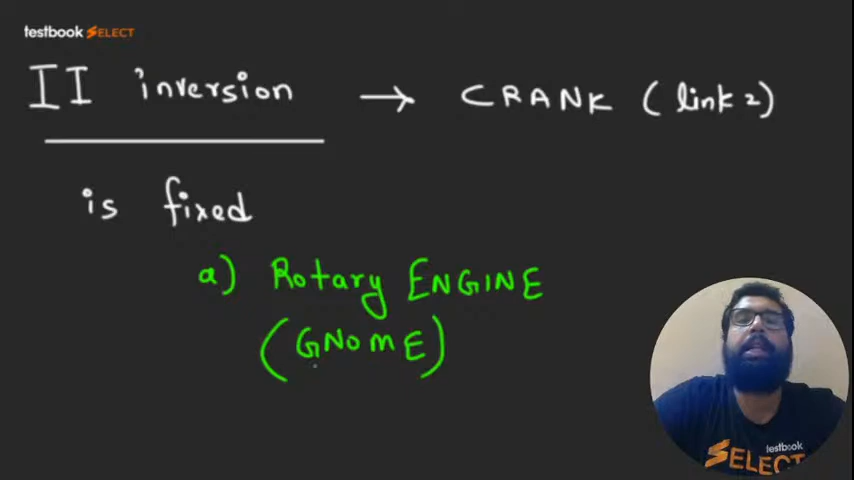 testbook SELECT
II inversion → CRANK (link 2)
is fixed
a) Rotary ENGINE
(GNOME)
testbook
SELECT